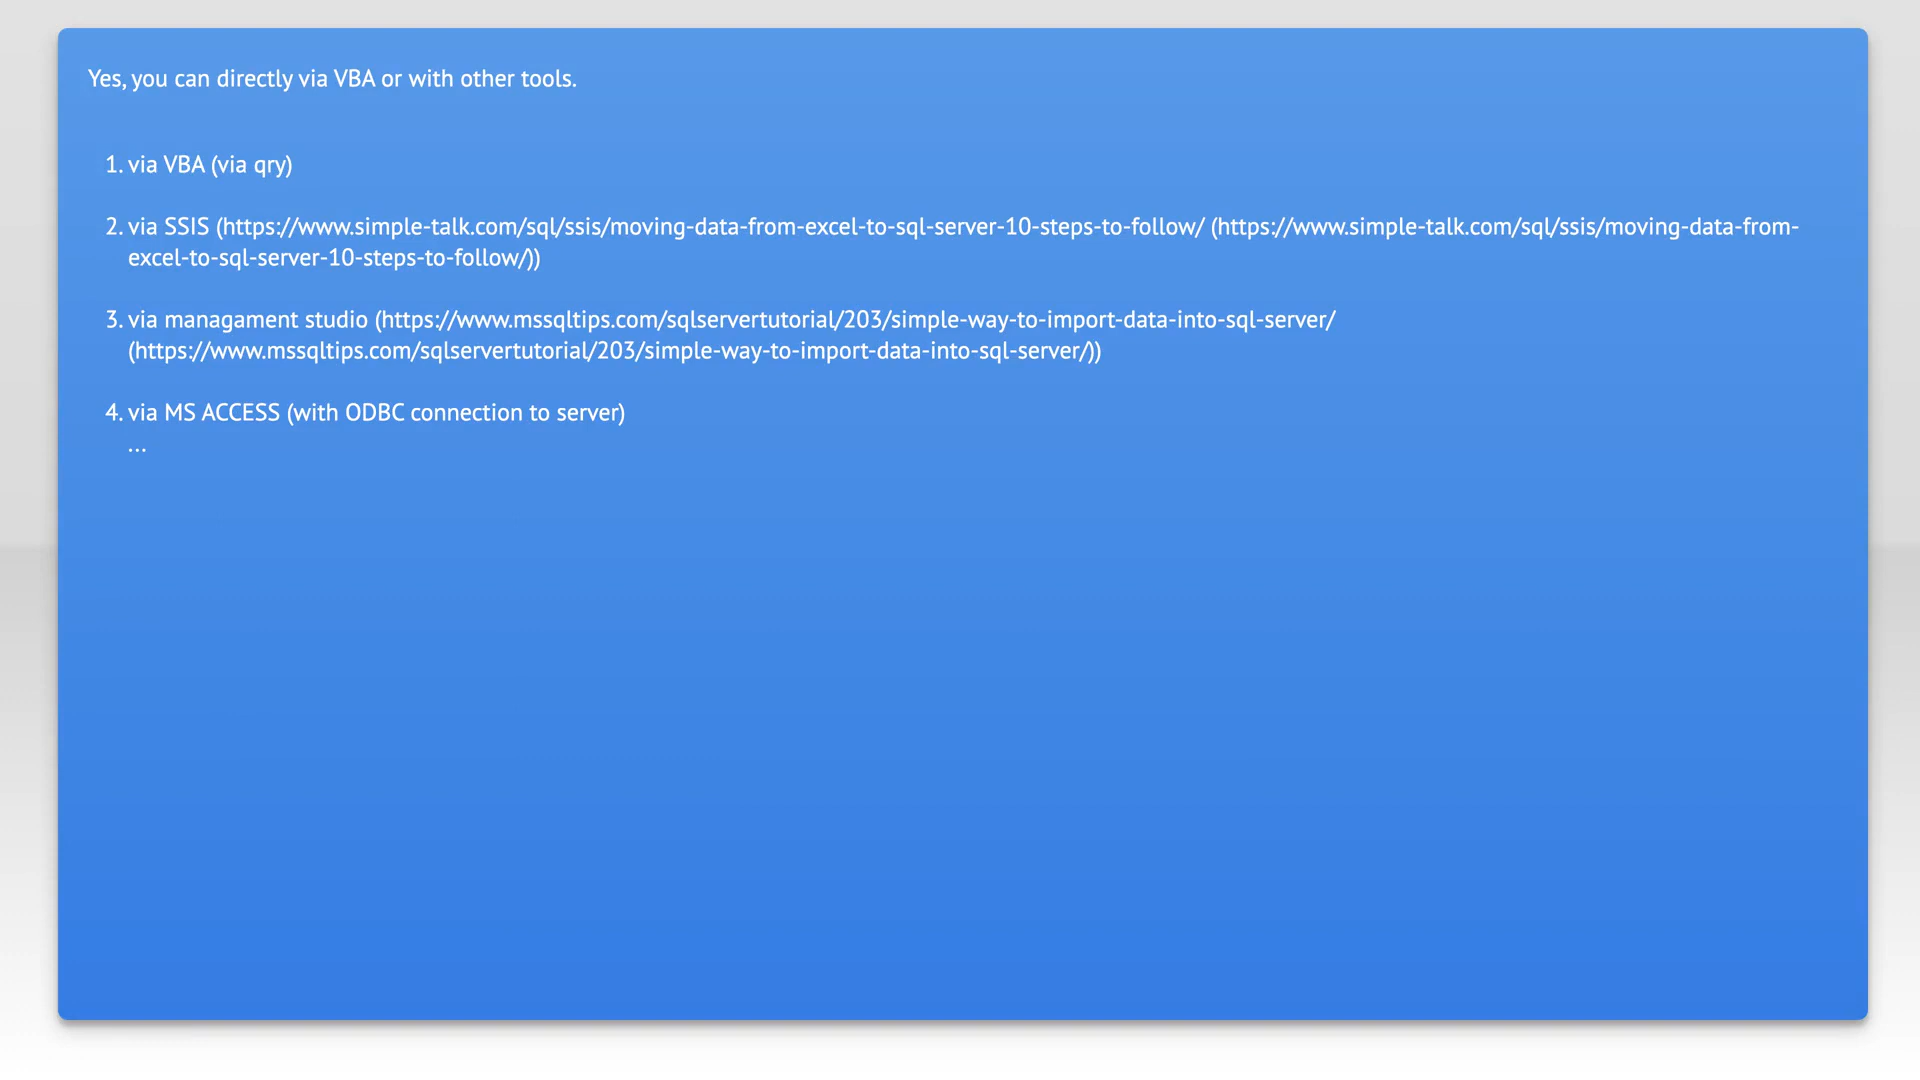 Yes, you can directly via VBA or with other tools.
1. via VBA (via qry)
2. via SSIS (https://www.simple-talk.com/sql/ssis/moving-data-from-excel-to-sql-server-10-steps-to-follow/ (https://www.simple-talk.com/sql/ssis/moving-data-from-
excel-to-sql-server-10-steps-to-follow/))
3. via managament studio (https://www.mssqltips.com/sqlservertutorial/203/simple-way-to-import-data-into-sql-server/
(https://www.mssqltips.com/sqlservertutorial/203/simple-way-to-import-data-into-sql-server/))
4. via MS ACCESS (with ODBC connection to server)
...